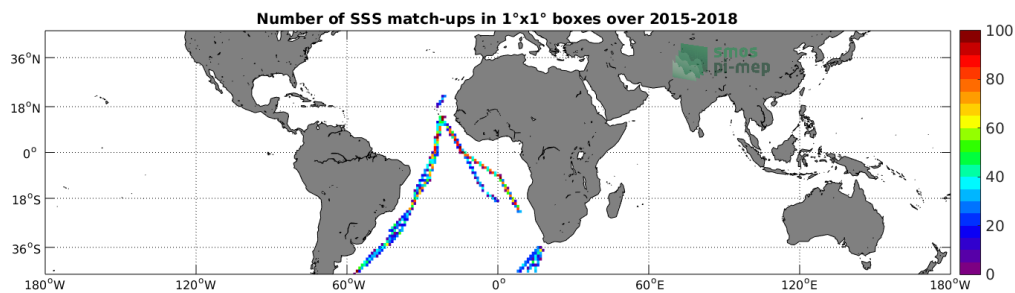 Number of SSS match-ups in 1°x1° boxes over 2015-2018
smos
pi-mep
36°N
18°N
0°
18°S
36°S
180°W
120°W
60°W
0°
60°E
120°E
180°W
100
80
60
40
20
0